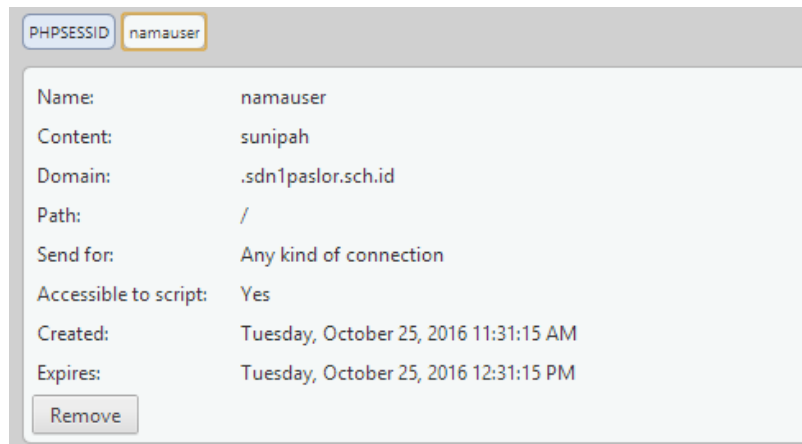 PHPSESSID namauser
Name: namauser
Content: sunipah
Domain: .sdn1paslor.sch.id
Path: /
Send for: Any kind of connection
Accessible to script: Yes
Created: Tuesday, October 25, 2016 11:31:15 AM
Expires: Tuesday, October 25, 2016 12:31:15 PM
Remove